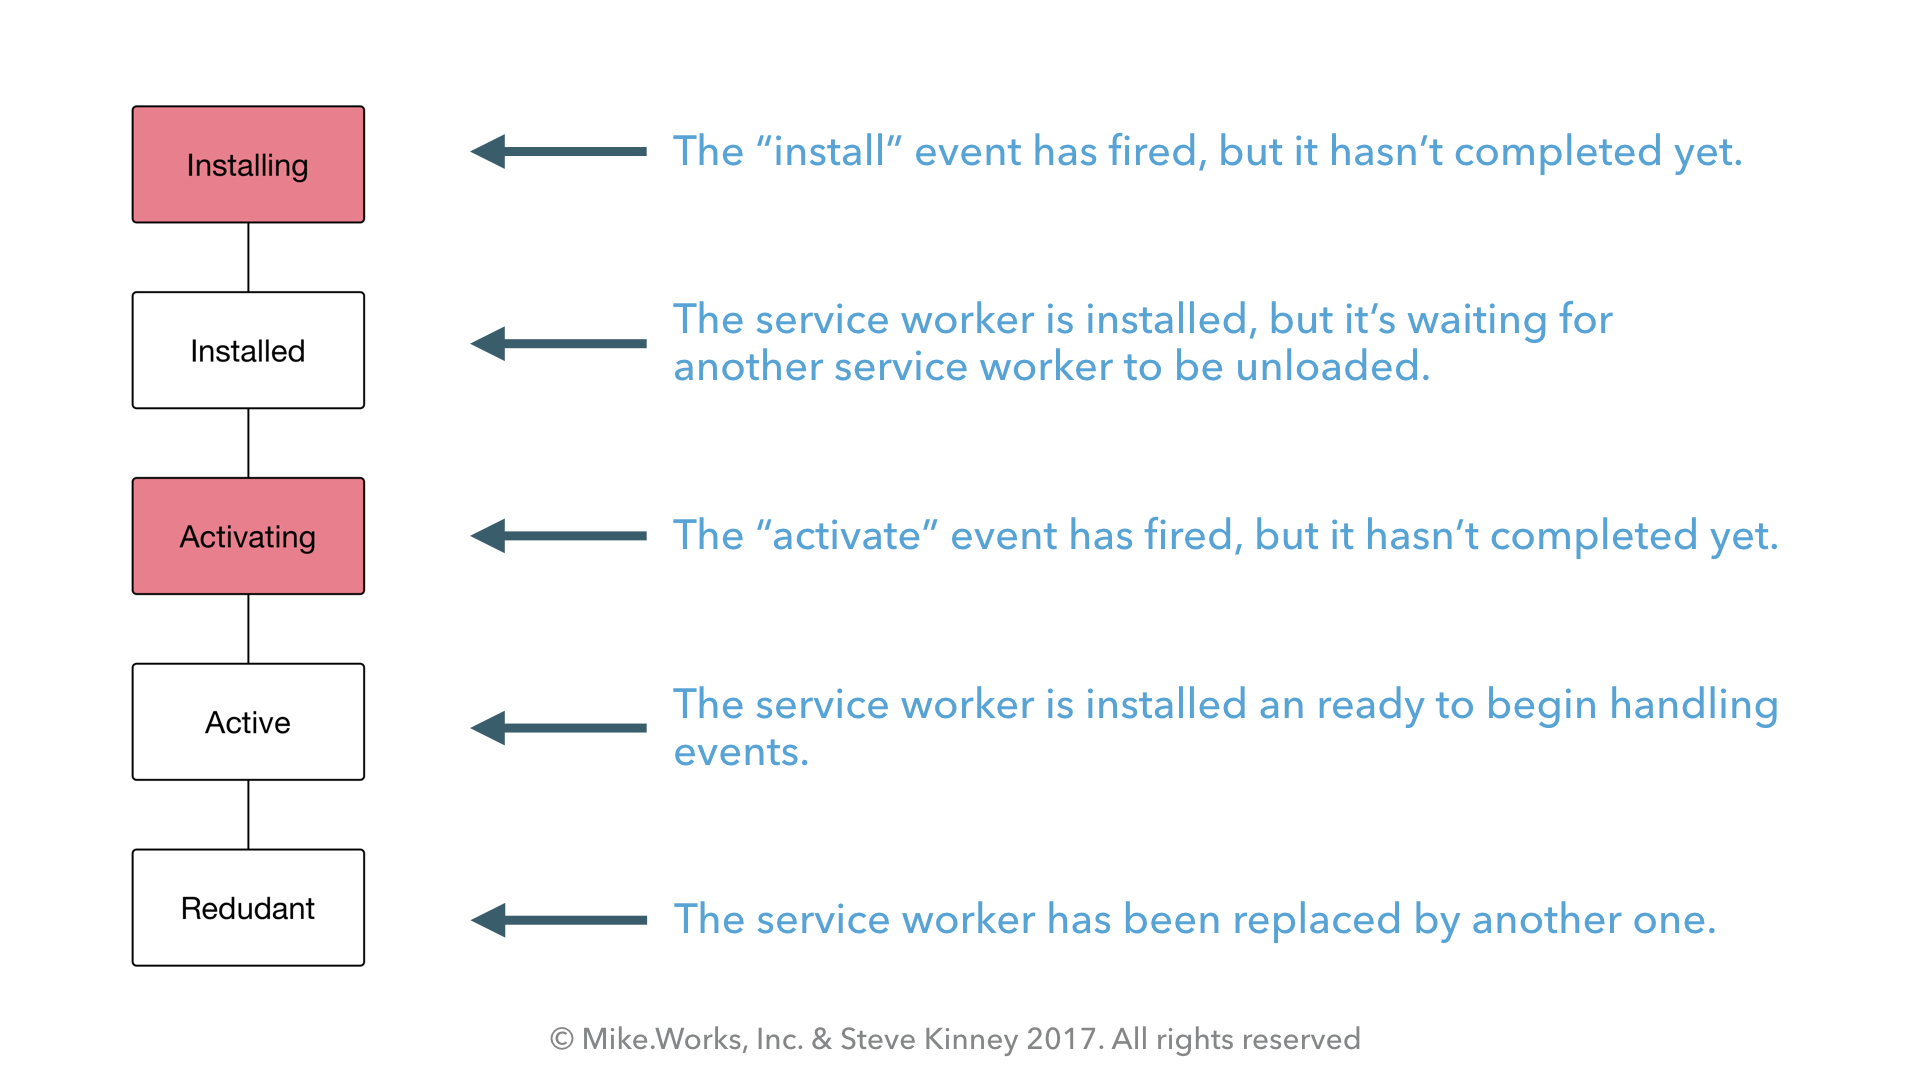 Installing
The “install” event has fired, but it hasn’t completed yet.
Installed
The service worker is installed, but it’s waiting for
another service worker to be unloaded.
Activating
The “activate” event has fired, but it hasn’t completed yet.
Active
The service worker is installed an ready to begin handling
events.
Redudant
The service worker has been replaced by another one.
© Mike.Works, Inc. & Steve Kinney 2017. All rights reserved